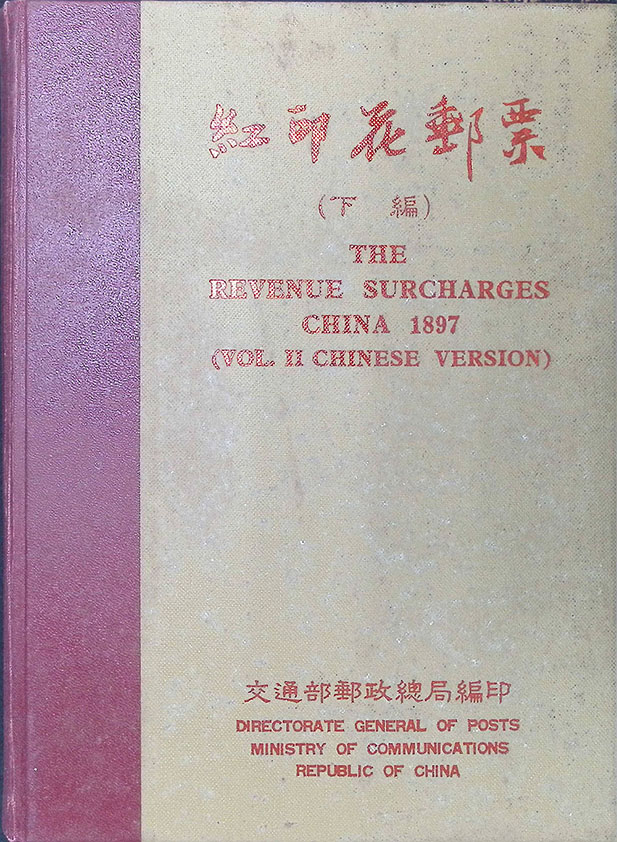 紅印花郵票
(下 編)
THE
REVENUE SURCHARGES
CHINA 1897
(VOL. II CHINESE VERSION)
交通部郵政總局編印
DIRECTORATE GENERAL OF POSTS
MINISTRY OF COMMUNICATIONS
REPUBLIC OF CHINA